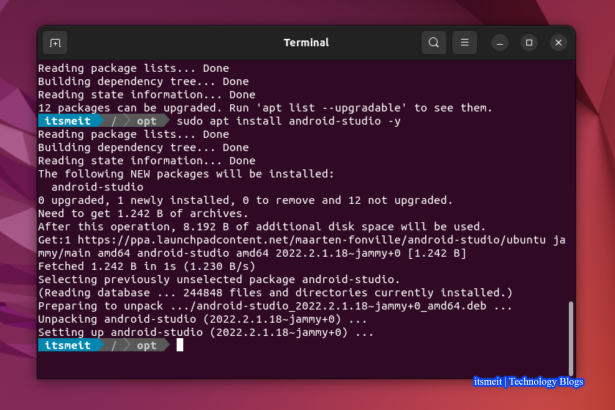 Terminal
Reading package lists... Done
Building dependency tree... Done
Reading state information... Done
12 packages can be upgraded. Run 'apt list --upgradable' to see them.
itsmeit / opt sudo apt install android-studio -y
Reading package lists... Done
Building dependency tree... Done
Reading state information... Done
The following NEW packages will be installed:
android-studio
0 upgraded, 1 newly installed, 0 to remove and 12 not upgraded.
Need to get 1.242 B of archives.
After this operation, 8.192 B of additional disk space will be used.
Get:1 https://ppa.launchpadcontent.net/maarten-fonville/android-studio/ubuntu ja
mmy/main amd64 android-studio amd64 2022.2.1.18~jammy+0 [1.242 B]
Fetched 1.242 B in 1s (1.230 B/s)
Selecting previously unselected package android-studio.
(Reading database ... 244848 files and directories currently installed.)
Preparing to unpack .../android-studio_2022.2.1.18~jammy+0_amd64.deb ...
Unpacking android-studio (2022.2.1.18~jammy+0) ...
Setting up android-studio (2022.2.1.18~jammy+0) ...
itsmeit / opt
itsmeit | Technology Blogs